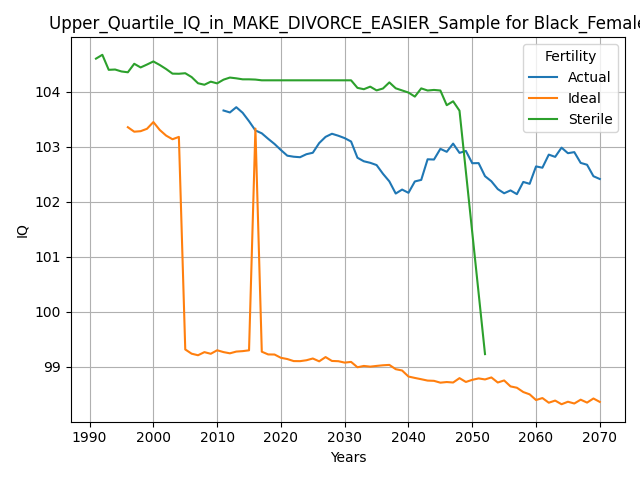 Upper_Quartile_IQ_in_MAKE_DIVORCE_EASIER_Sample for Black_Female
Fertility
Actual
Ideal
Sterile
104
103
102
101
100
99
IQ
1990 2000 2010 2020 2030 2040 2050 2060 2070
Years